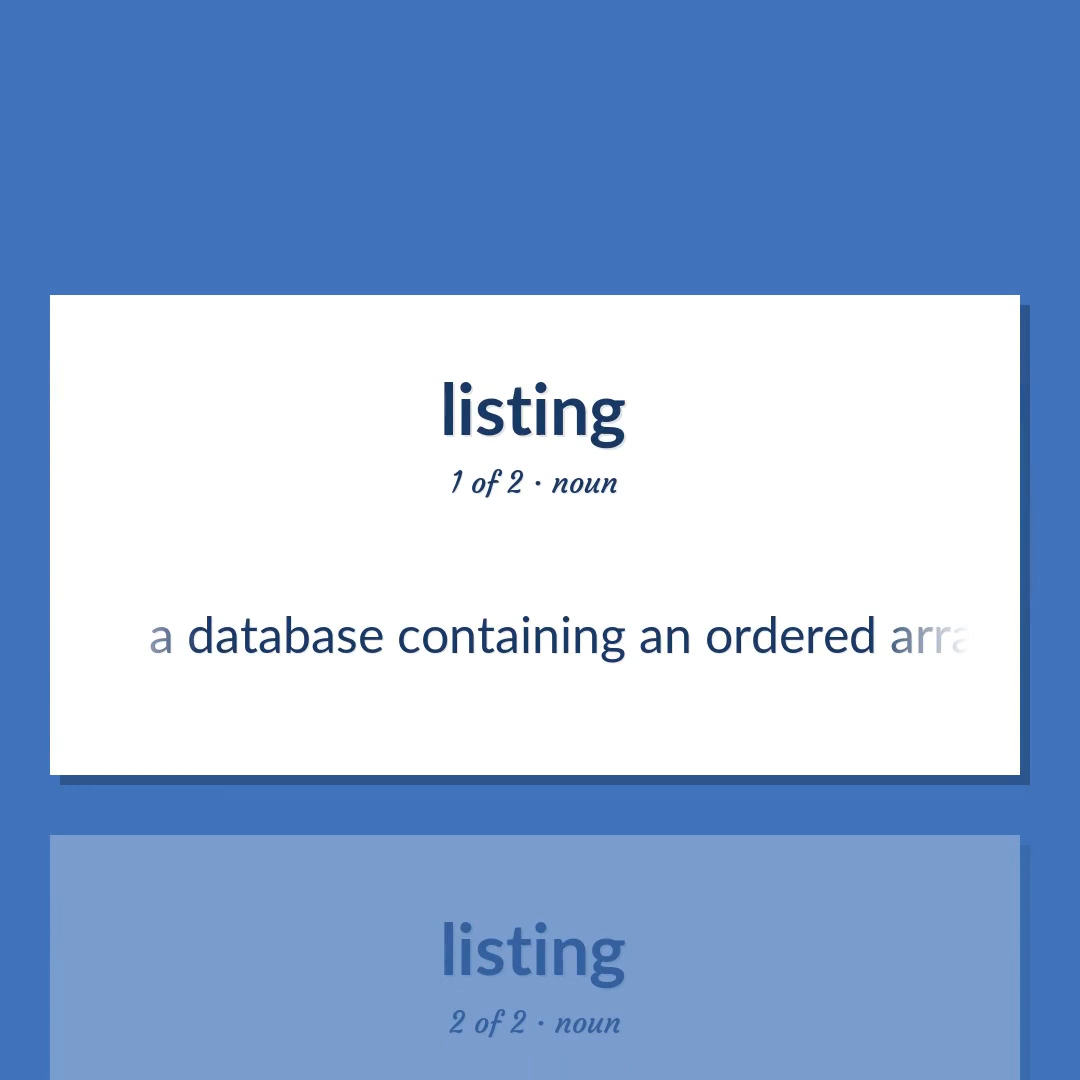 listing
1 of 2 · noun
a database containing an ordered
listing
2 of 2 · noun